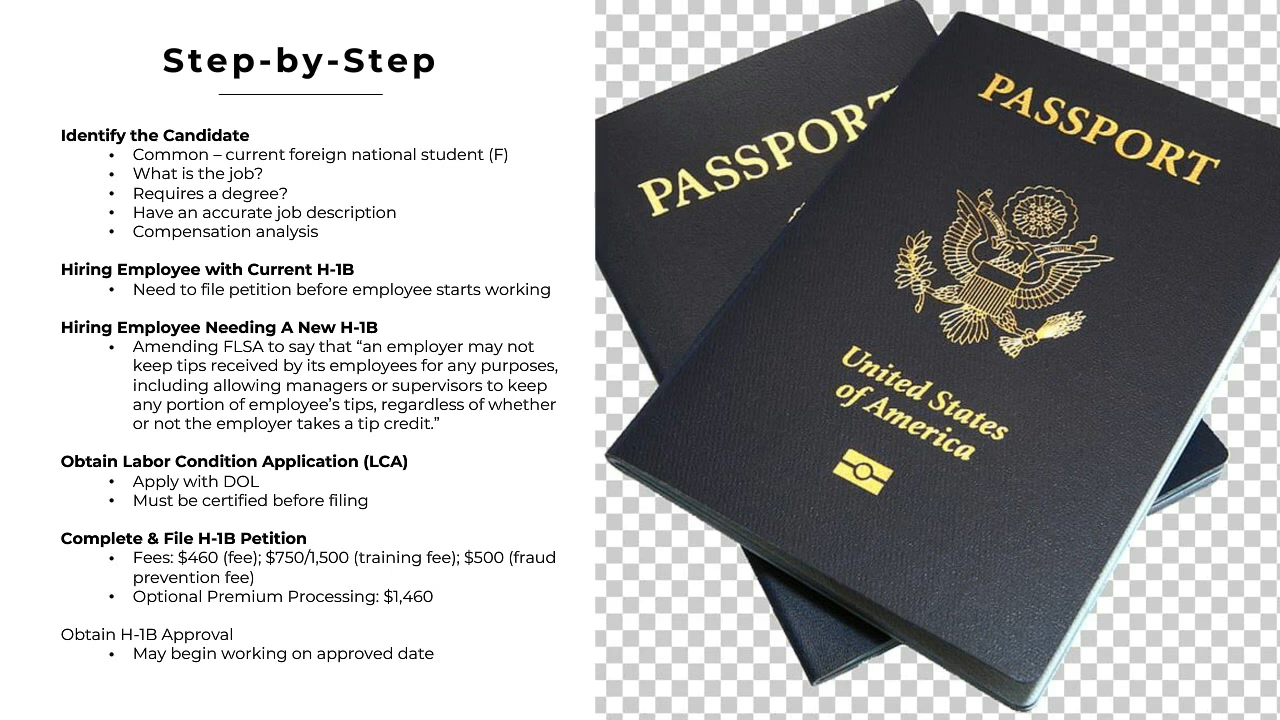 Step-by-Step
Identify the Candidate
• Common – current foreign national student (F)
• What is the job?
• Requires a degree?
• Have an accurate job description
• Compensation analysis
Hiring Employee with Current H-1B
• Need to file petition before employee starts working
Hiring Employee Needing A New H-1B
• Amending FLSA to say that “an employer may not
keep tips received by its employees for any purposes,
including allowing managers or supervisors to keep
any portion of employee’s tips, regardless of whether
or not the employer takes a tip credit.”
Obtain Labor Condition Application (LCA)
• Apply with DOL
• Must be certified before filing
Complete & File H-1B Petition
• Fees: $460 (fee); $750/1,500 (training fee); $500 (fraud
prevention fee)
• Optional Premium Processing: $1,460
Obtain H-1B Approval
• May begin working on approved date
PASSPORT
PASSPORT
United States
of America